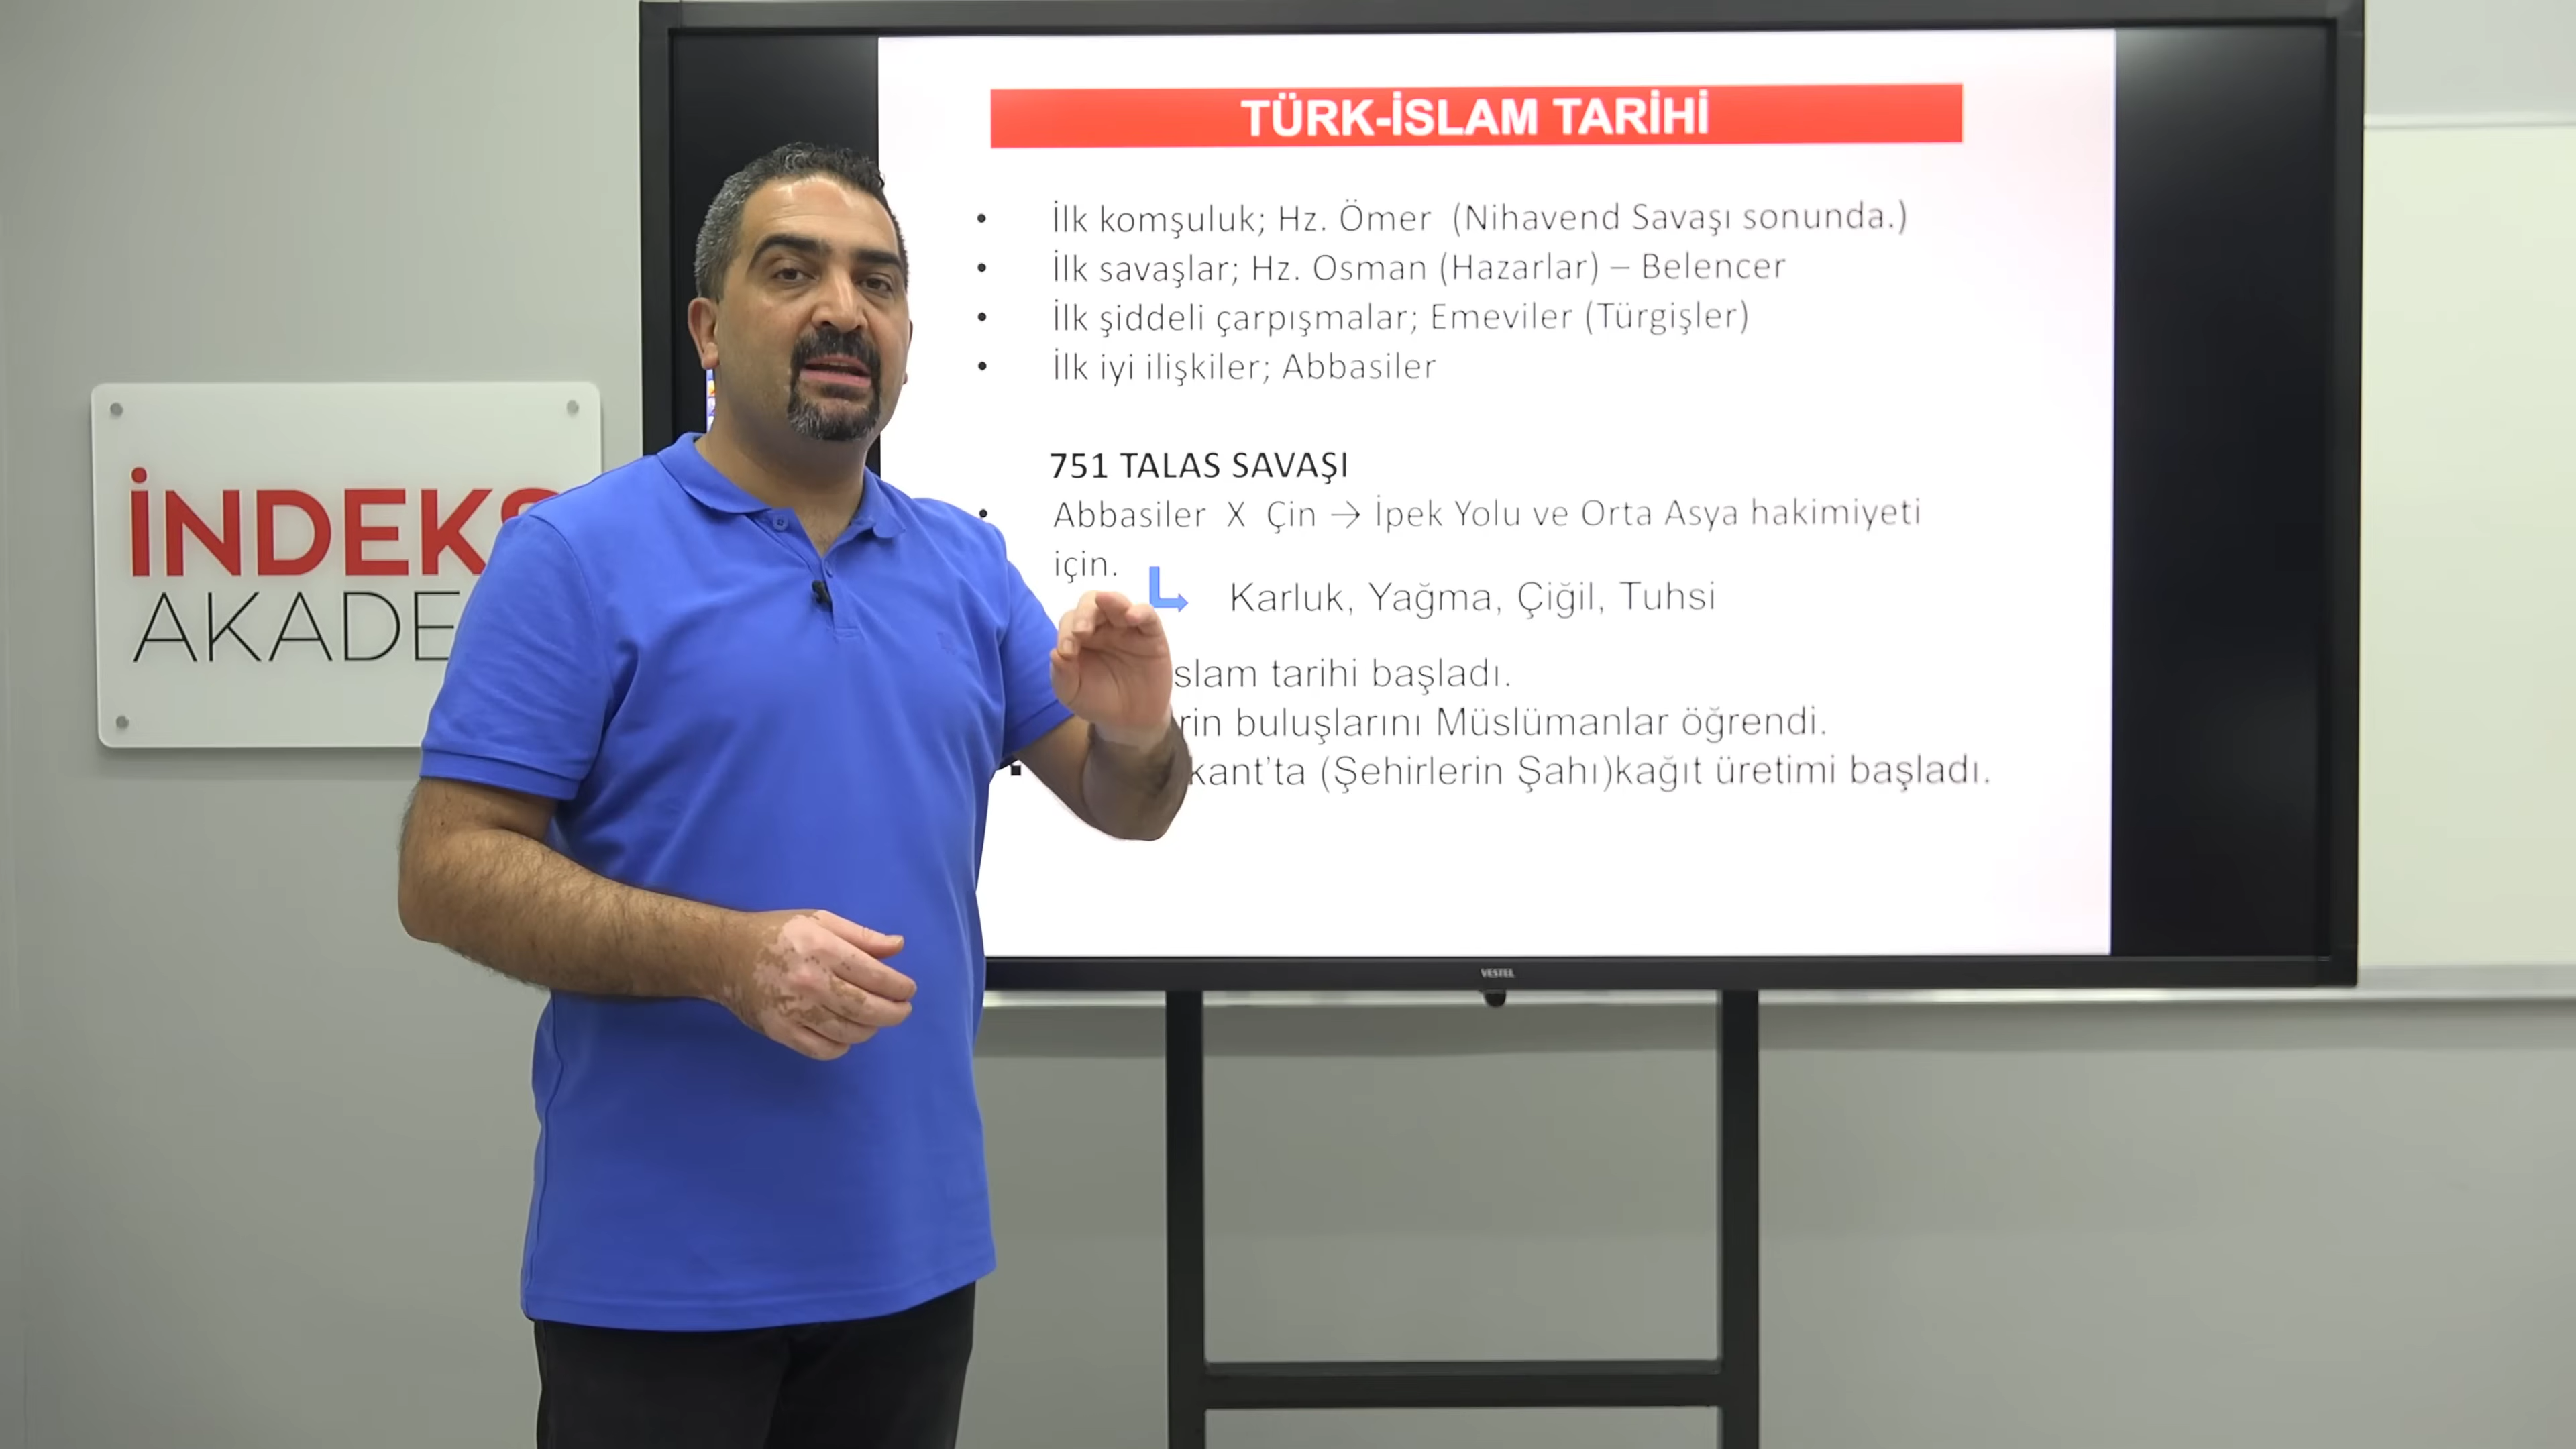 TÜRK-İSLAM TARİHİ
• İlk komşuluk; Hz. Ömer (Nihavend Savaşı sonunda.)
• İlk savaşlar; Hz. Osman (Hazarlar) – Belencer
• İlk şiddeli çarpışmalar; Emeviler (Türgişler)
• İlk iyi ilişkiler; Abbasiler
751 TALAS SAVAŞI
• Abbasiler X Çin → İpek Yolu ve Orta Asya hakimiyeti
için.
Karluk, Yağma, Çiğil, Tuhsi
slam tarihi başladı.
rin buluşlarını Müslümanlar öğrendi.
kant’ta (Şehirlerin Şahı)kağıt üretimi başladı.
İNDEKS
AKADE
VESTEL